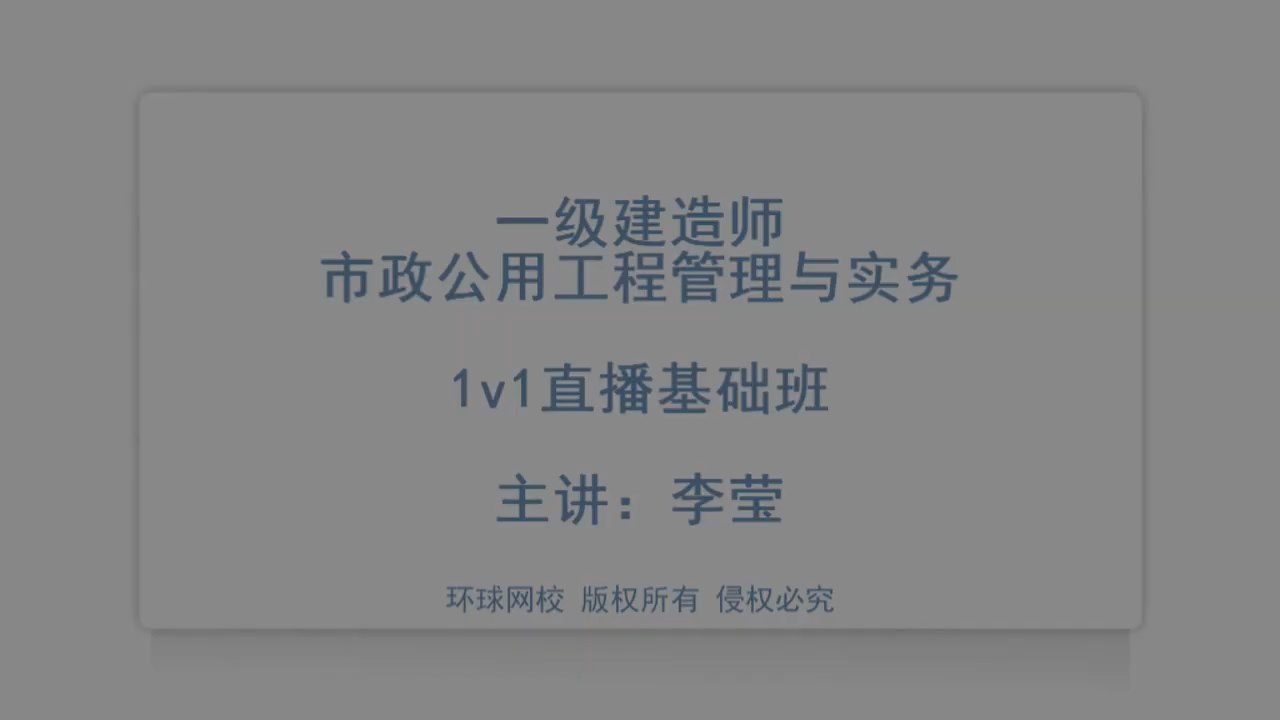 一级建造师
市政公用工程管理与实务
1v1直播基础班
主讲：李莹
环球网校 版权所有 侵权必究